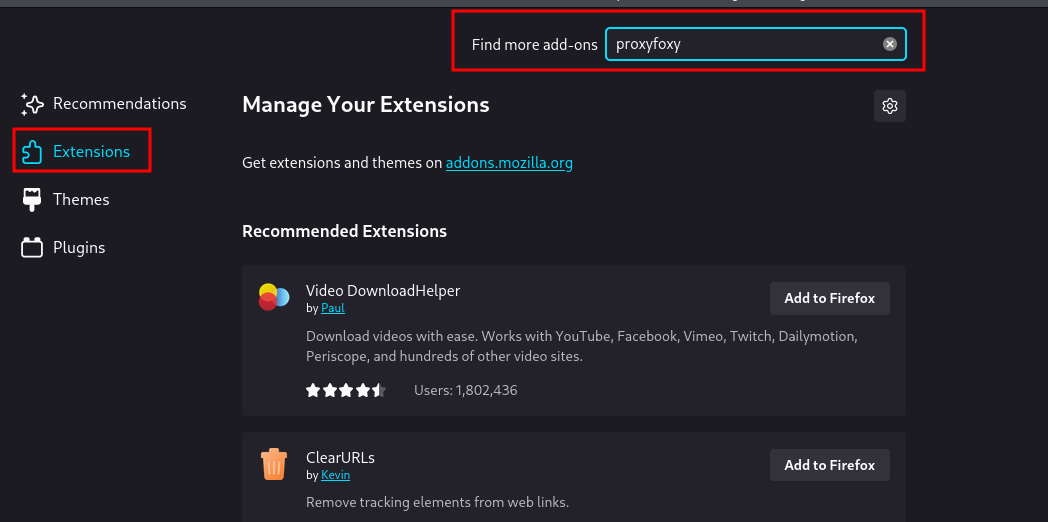 Find more add-ons
proxyfoxy
Recommendations
Extensions
Themes
Plugins
Manage Your Extensions
Get extensions and themes on addons.mozilla.org
Recommended Extensions
Video DownloadHelper
by Paul
Add to Firefox
Download videos with ease. Works with YouTube, Facebook, Vimeo, Twitch, Dailymotion,
Periscope, and hundreds of other video sites.
Users: 1,802,436
ClearURLs
by Kevin
Add to Firefox
Remove tracking elements from web links.